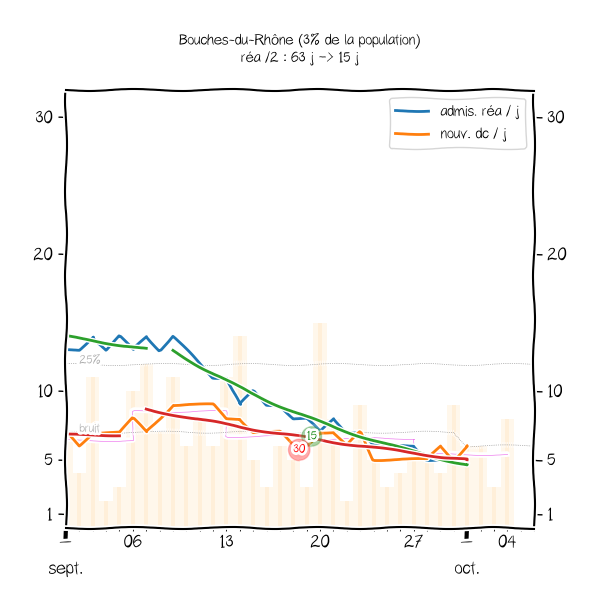 Bouches-du-Rhône (3% de la population)
réa /2 : 63 j -> 15 j
admis. réa / j
nouv. dc / j
30
30
20
20
25%
10
10
bruit
15
30
5
5
1
1
06
13
20
27
04
sept.
oct.